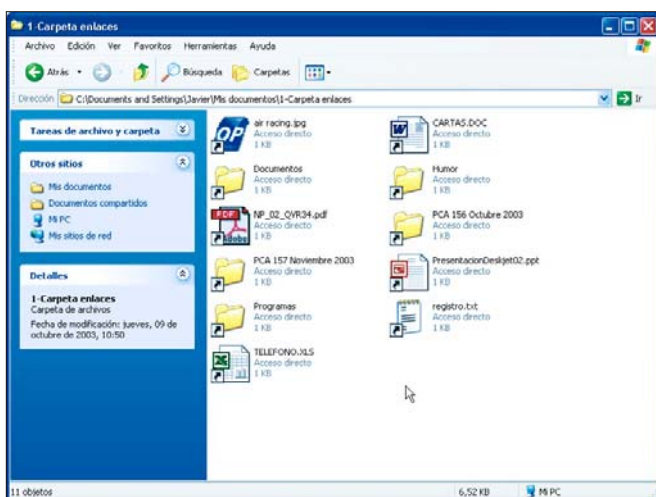 1-Carpeta enlaces
Archivo Edición Ver Favoritos Herramientas Ayuda
Atrás Búsqueda Carpetas
Dirección C:\Documents and Settings\Javier\Mis documentos\1-Carpeta enlaces Ir
Tareas de archivo y carpeta
Otros sitios
Mis documentos
Documentos compartidos
Mi PC
Mis sitios de red
Detalles
1-Carpeta enlaces
Carpeta de archivos
Fecha de modificación: jueves, 09 de
octubre de 2003, 10:50
OP
air racing.jpg
Acceso directo
1 KB
W
CARTAS.DOC
Acceso directo
1 KB
Documentos
Acceso directo
1 KB
Humor
Acceso directo
1 KB
PDF
Adobe
NP_02_QVR34.pdf
Acceso directo
1 KB
PCA 156 Octubre 2003
Acceso directo
1 KB
PCA 157 Noviembre 2003
Acceso directo
1 KB
PresentacionDeskjet02.ppt
Acceso directo
1 KB
Programas
Acceso directo
1 KB
registro.txt
Acceso directo
1 KB
TELEFONO.XLS
Acceso directo
1 KB
11 objetos 6,52 KB Mi PC